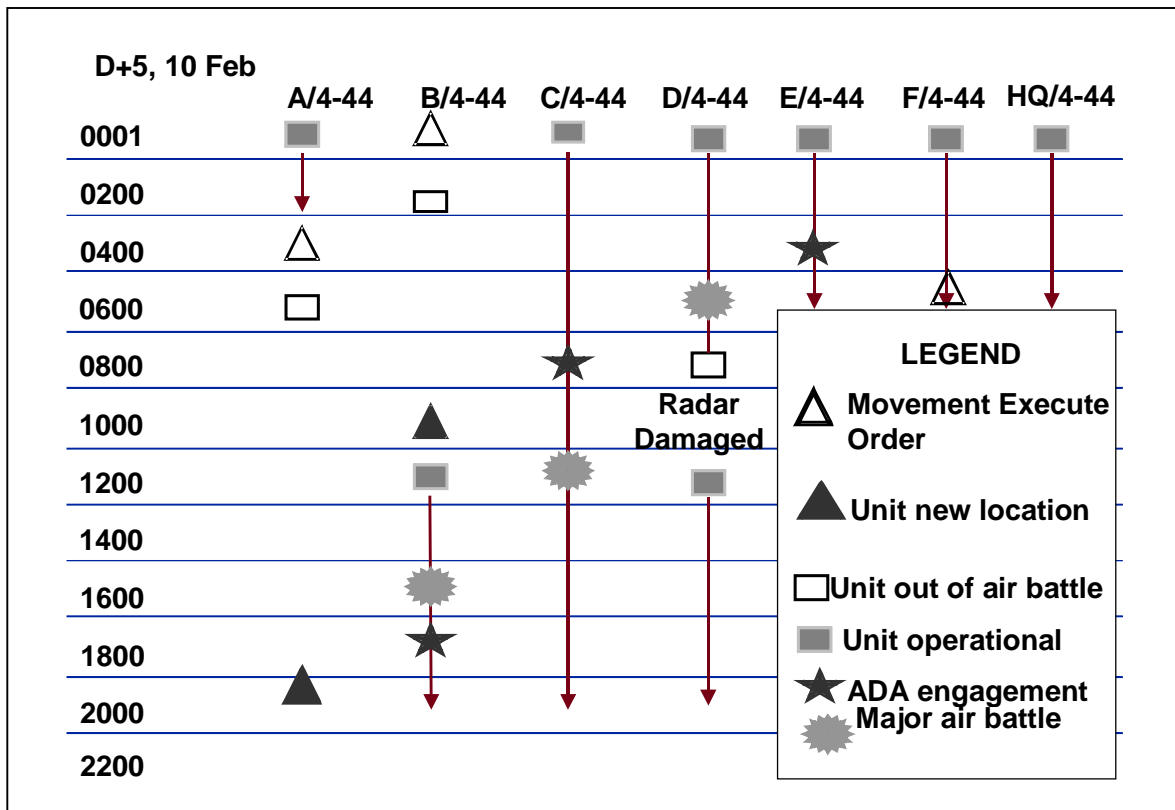 D+5, 10 Feb
A/4-44 B/4-44 C/4-44 D/4-44 E/4-44 F/4-44 HQ/4-44
0001
0200
0400
0600
0800
Radar
Damaged
1000
1200
1400
1600
1800
2000
2200
LEGEND
Movement Execute
Order
Unit new location
Unit out of air battle
Unit operational
ADA engagement
Major air battle